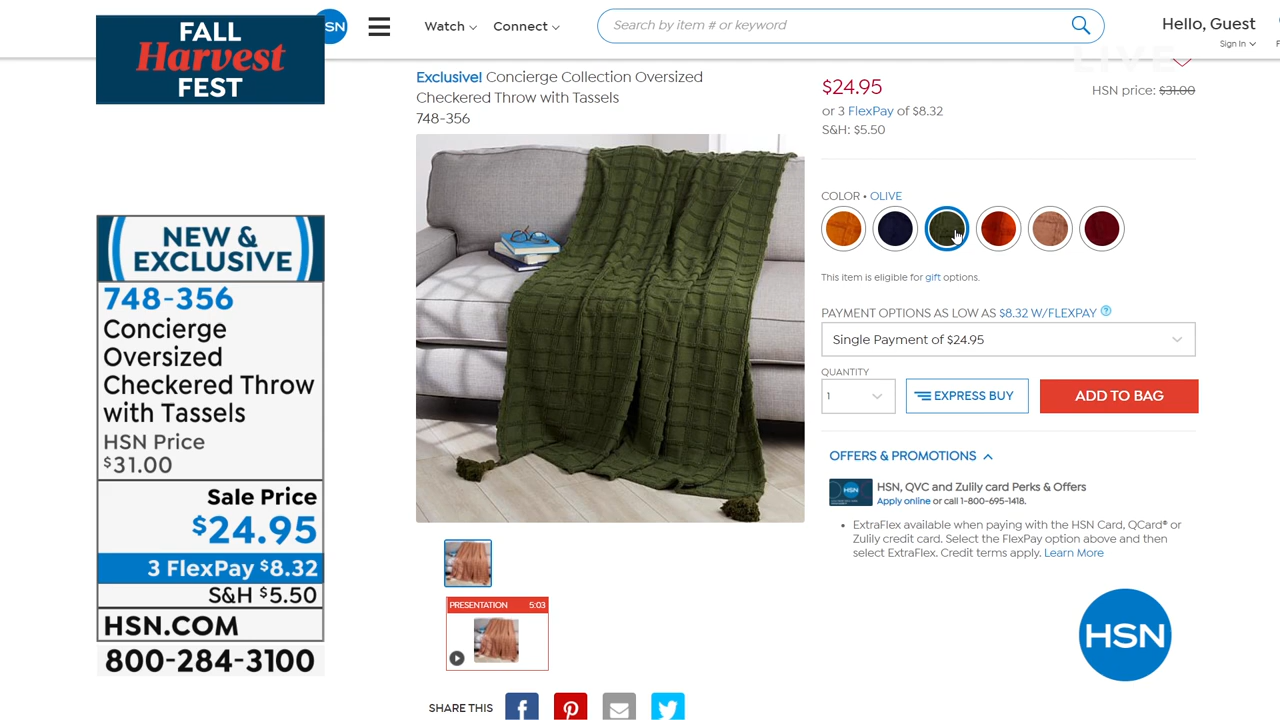 FALL
Harvest
FEST
SN
Watch
Connect
Search by item # or keyword
Hello, Guest
Sign In
LIVE
Exclusive! Concierge Collection Oversized
Checkered Throw with Tassels
748-356
$24.95
HSN price: $31.00
or 3 FlexPay of $8.32
S&H: $5.50
COLOR • OLIVE
This item is eligible for gift options.
PAYMENT OPTIONS AS LOW AS $8.32 W/FLEXPAY ?
Single Payment of $24.95
QUANTITY
1
EXPRESS BUY
ADD TO BAG
OFFERS & PROMOTIONS
HSN
HSN, QVC and Zulily card Perks & Offers
Apply online or call 1-800-695-1418.
• ExtraFlex available when paying with the HSN Card, QCard® or
Zulily credit card. Select the FlexPay option above and then
select ExtraFlex. Credit terms apply. Learn More
NEW &
EXCLUSIVE
748-356
Concierge
Oversized
Checkered Throw
with Tassels
HSN Price
$31.00
Sale Price
$24.95
3 FlexPay $8.32
S&H $5.50
HSN.COM
800-284-3100
PRESENTATION 5:03
SHARE THIS
HSN